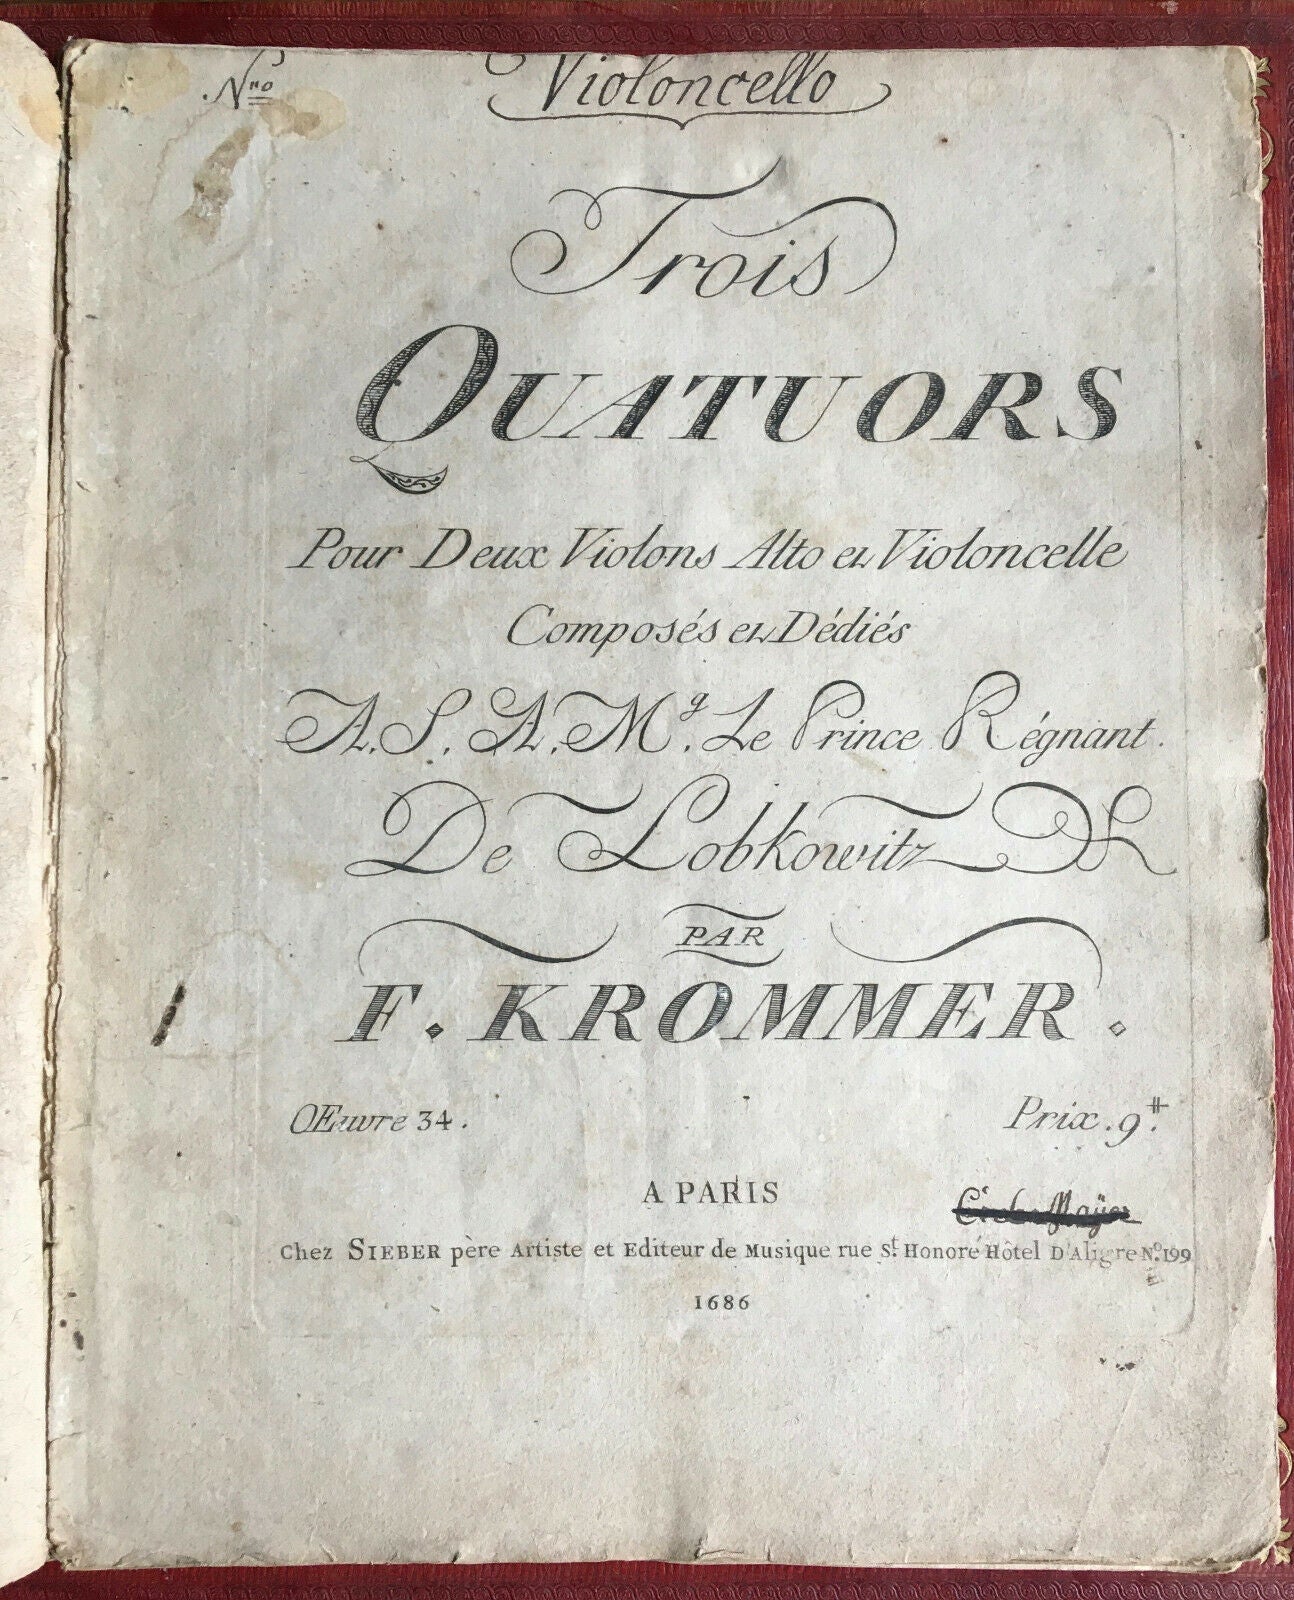 Nro
Violoncello
Trois
QUATUORS
Pour Deux Violons Alto et Violoncelle
Composés et Dédiés
A. S. A. Mg. Le Prince Régnant.
De Lobkowitz
PAR
F. KROMMER.
Œuvre 34.
Prix. 9#.
A PARIS
Chez SIEBER père Artiste et Editeur de Musique rue St. Honoré Hôtel D'Aligre No. 199
1686